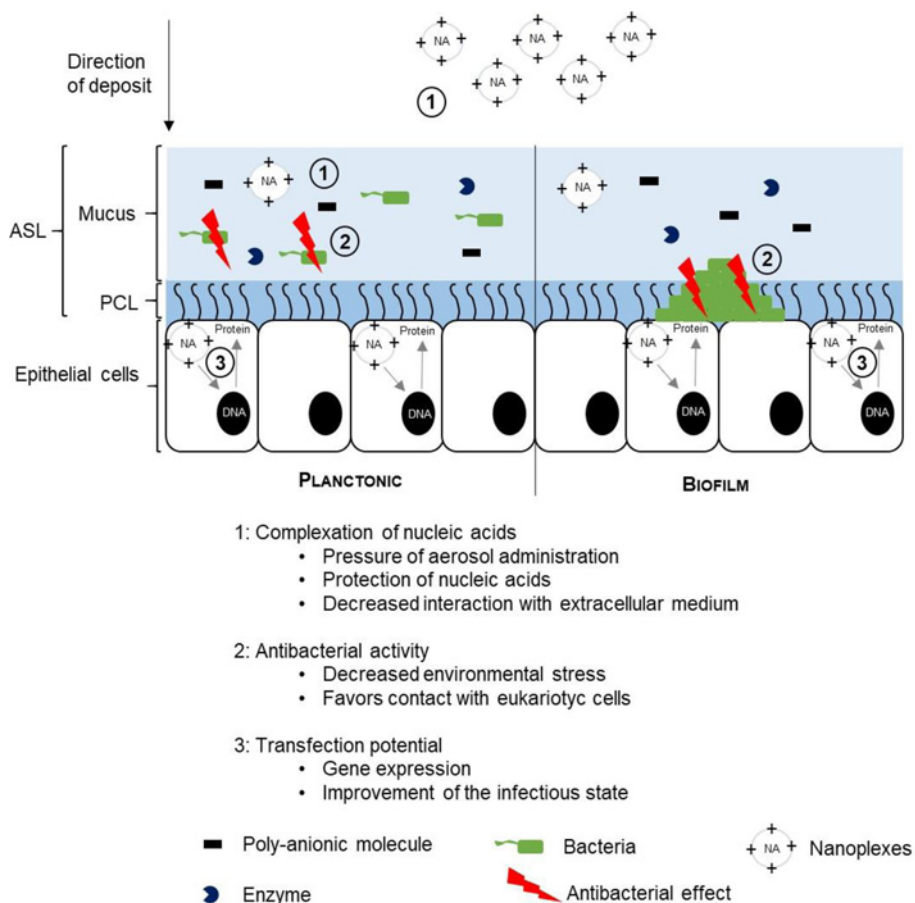 Direction
of deposit
NA NA NA
NA NA
1
ASL
Mucus
PCL
NA 1
2
NA
2
Epithelial cells
Protein
NA 3
DNA
Protein
NA
DNA
Protein
NA
DNA
Protein
NA 3
DNA
PLANCTONIC
BIOFILM
1: Complexation of nucleic acids
• Pressure of aerosol administration
• Protection of nucleic acids
• Decreased interaction with extracellular medium
2: Antibacterial activity
• Decreased environmental stress
• Favors contact with eukariotyc cells
3: Transfection potential
• Gene expression
• Improvement of the infectious state
Poly-anionic molecule
Bacteria
NA Nanoplexes
Enzyme
Antibacterial effect